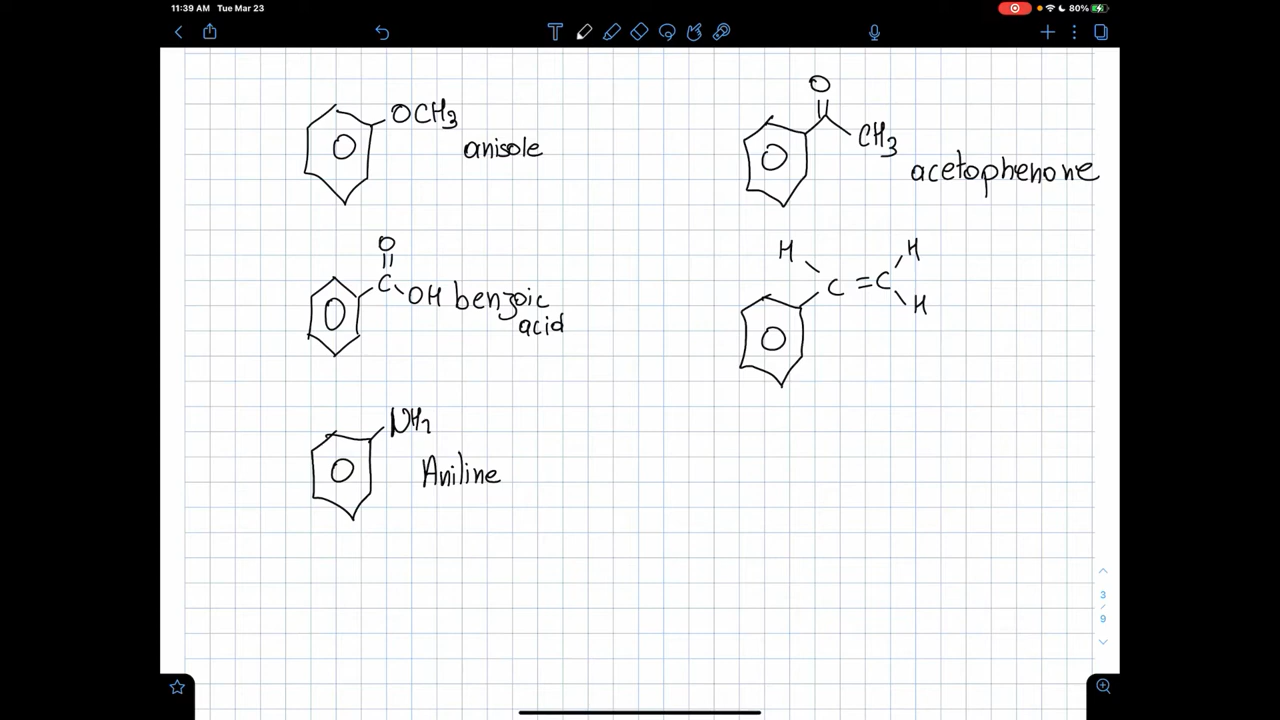 11:39 AM Tue Mar 23
80%
T
OCH3
anisole
O
CH3
acetophenone
O
C
OH benzoic
acid
H
H
C = C
H
NH2
Aniline
3
/
9